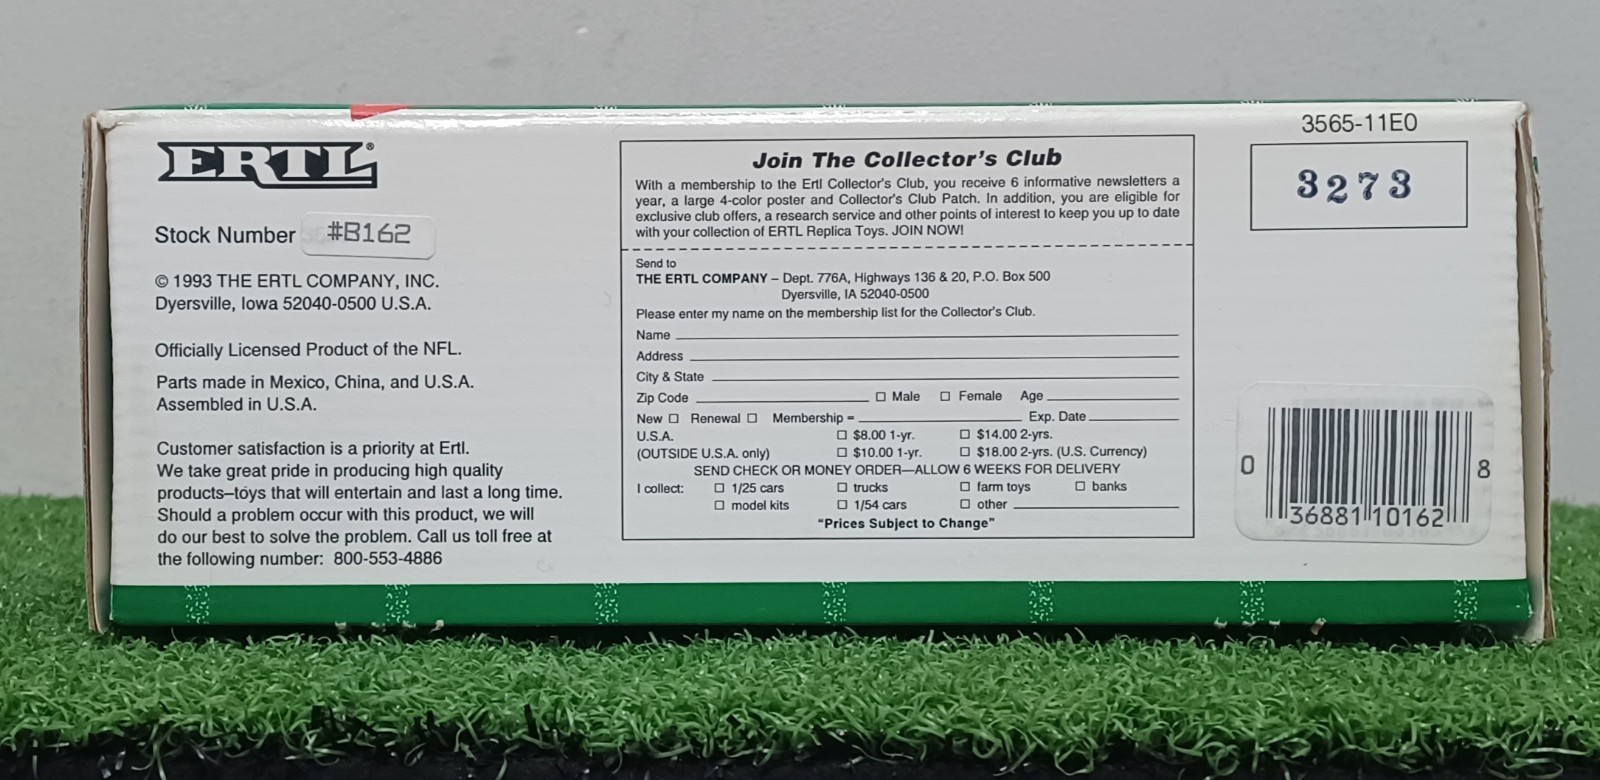 ERTL®
Stock Number #B162
© 1993 THE ERTL COMPANY, INC.
Dyersville, Iowa 52040-0500 U.S.A.
Officially Licensed Product of the NFL.
Parts made in Mexico, China, and U.S.A.
Assembled in U.S.A.
Customer satisfaction is a priority at Ertl.
We take great pride in producing high quality
products–toys that will entertain and last a long time.
Should a problem occur with this product, we will
do our best to solve the problem. Call us toll free at
the following number: 800-553-4886
Join The Collector's Club
With a membership to the Ertl Collector's Club, you receive 6 informative newsletters a
year, a large 4-color poster and Collector's Club Patch. In addition, you are eligible for
exclusive club offers, a research service and other points of interest to keep you up to date
with your collection of ERTL Replica Toys. JOIN NOW!
Send to
THE ERTL COMPANY – Dept. 776A, Highways 136 & 20, P.O. Box 500
Dyersville, IA 52040-0500
Please enter my name on the membership list for the Collector's Club.
Name
Address
City & State
Zip Code Male Female Age
New Renewal Membership = Exp. Date
U.S.A. $8.00 1-yr. $14.00 2-yrs.
(OUTSIDE U.S.A. only) $10.00 1-yr. $18.00 2-yrs. (U.S. Currency)
SEND CHECK OR MONEY ORDER—ALLOW 6 WEEKS FOR DELIVERY
I collect: 1/25 cars trucks farm toys banks
model kits 1/54 cars other
"Prices Subject to Change"
3565-11E0
3273
0 36881 10162 8